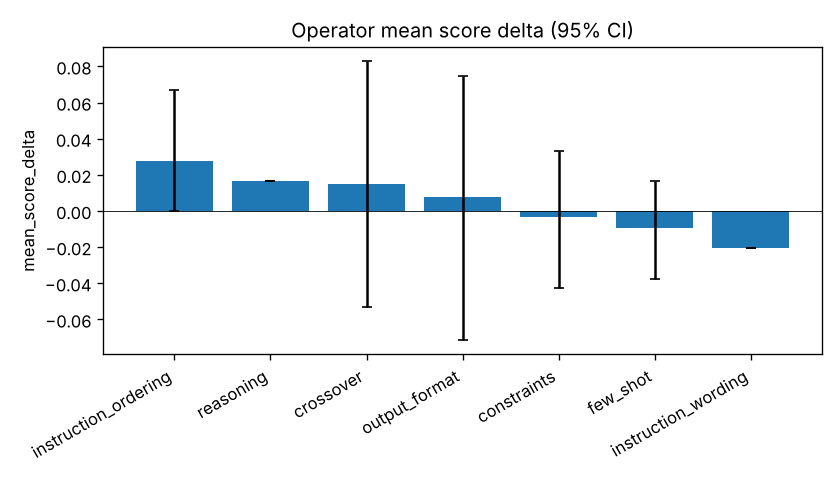 Operator mean score delta (95% CI)
mean_score_delta
0.08
0.06
0.04
0.02
0.00
−0.02
−0.04
−0.06
instruction_ordering
reasoning
crossover
output_format
constraints
few_shot
instruction_wording